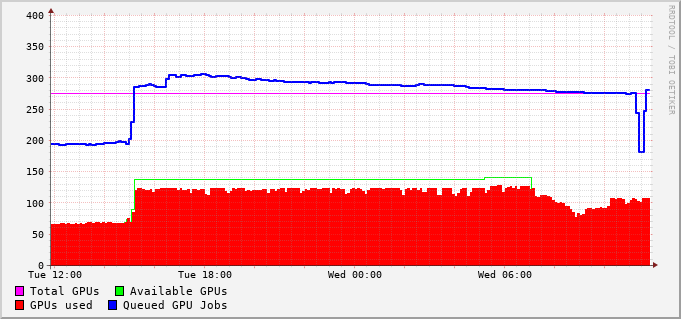 400
350
300
250
200
150
100
50
0
Tue 12:00 Tue 18:00 Wed 00:00 Wed 06:00
Total GPUs Available GPUs
GPUs used Queued GPU Jobs
RRDTOOL / TOBI OETIKER